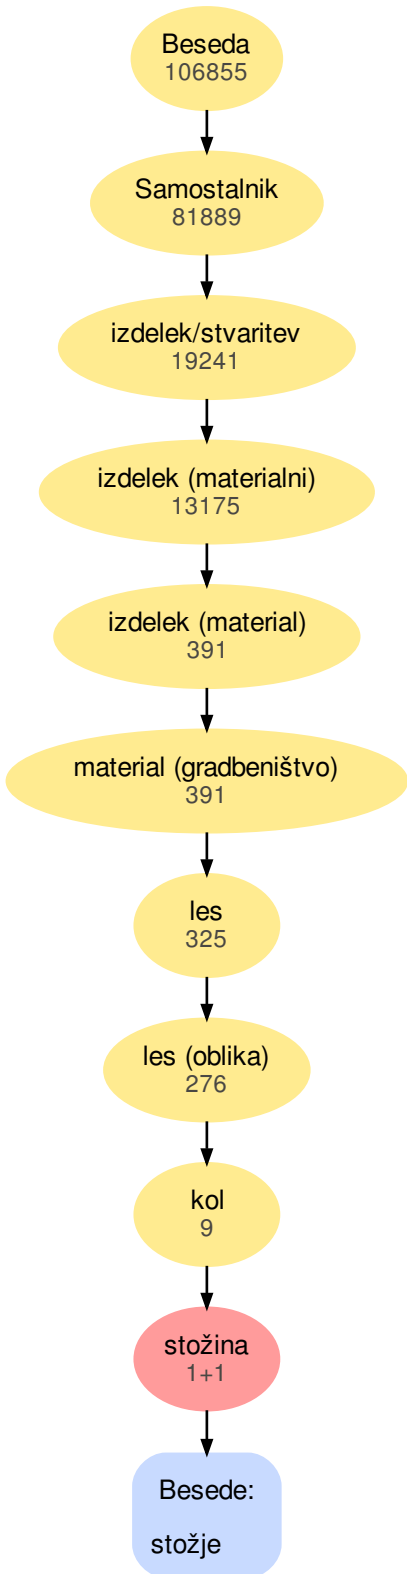 Beseda
106855
Samostalnik
81889
izdelek/stvaritev
19241
izdelek (materialni)
13175
izdelek (material)
391
material (gradbeništvo)
391
les
325
les (oblika)
276
kol
9
stožina
1+1
Besede:
stožje